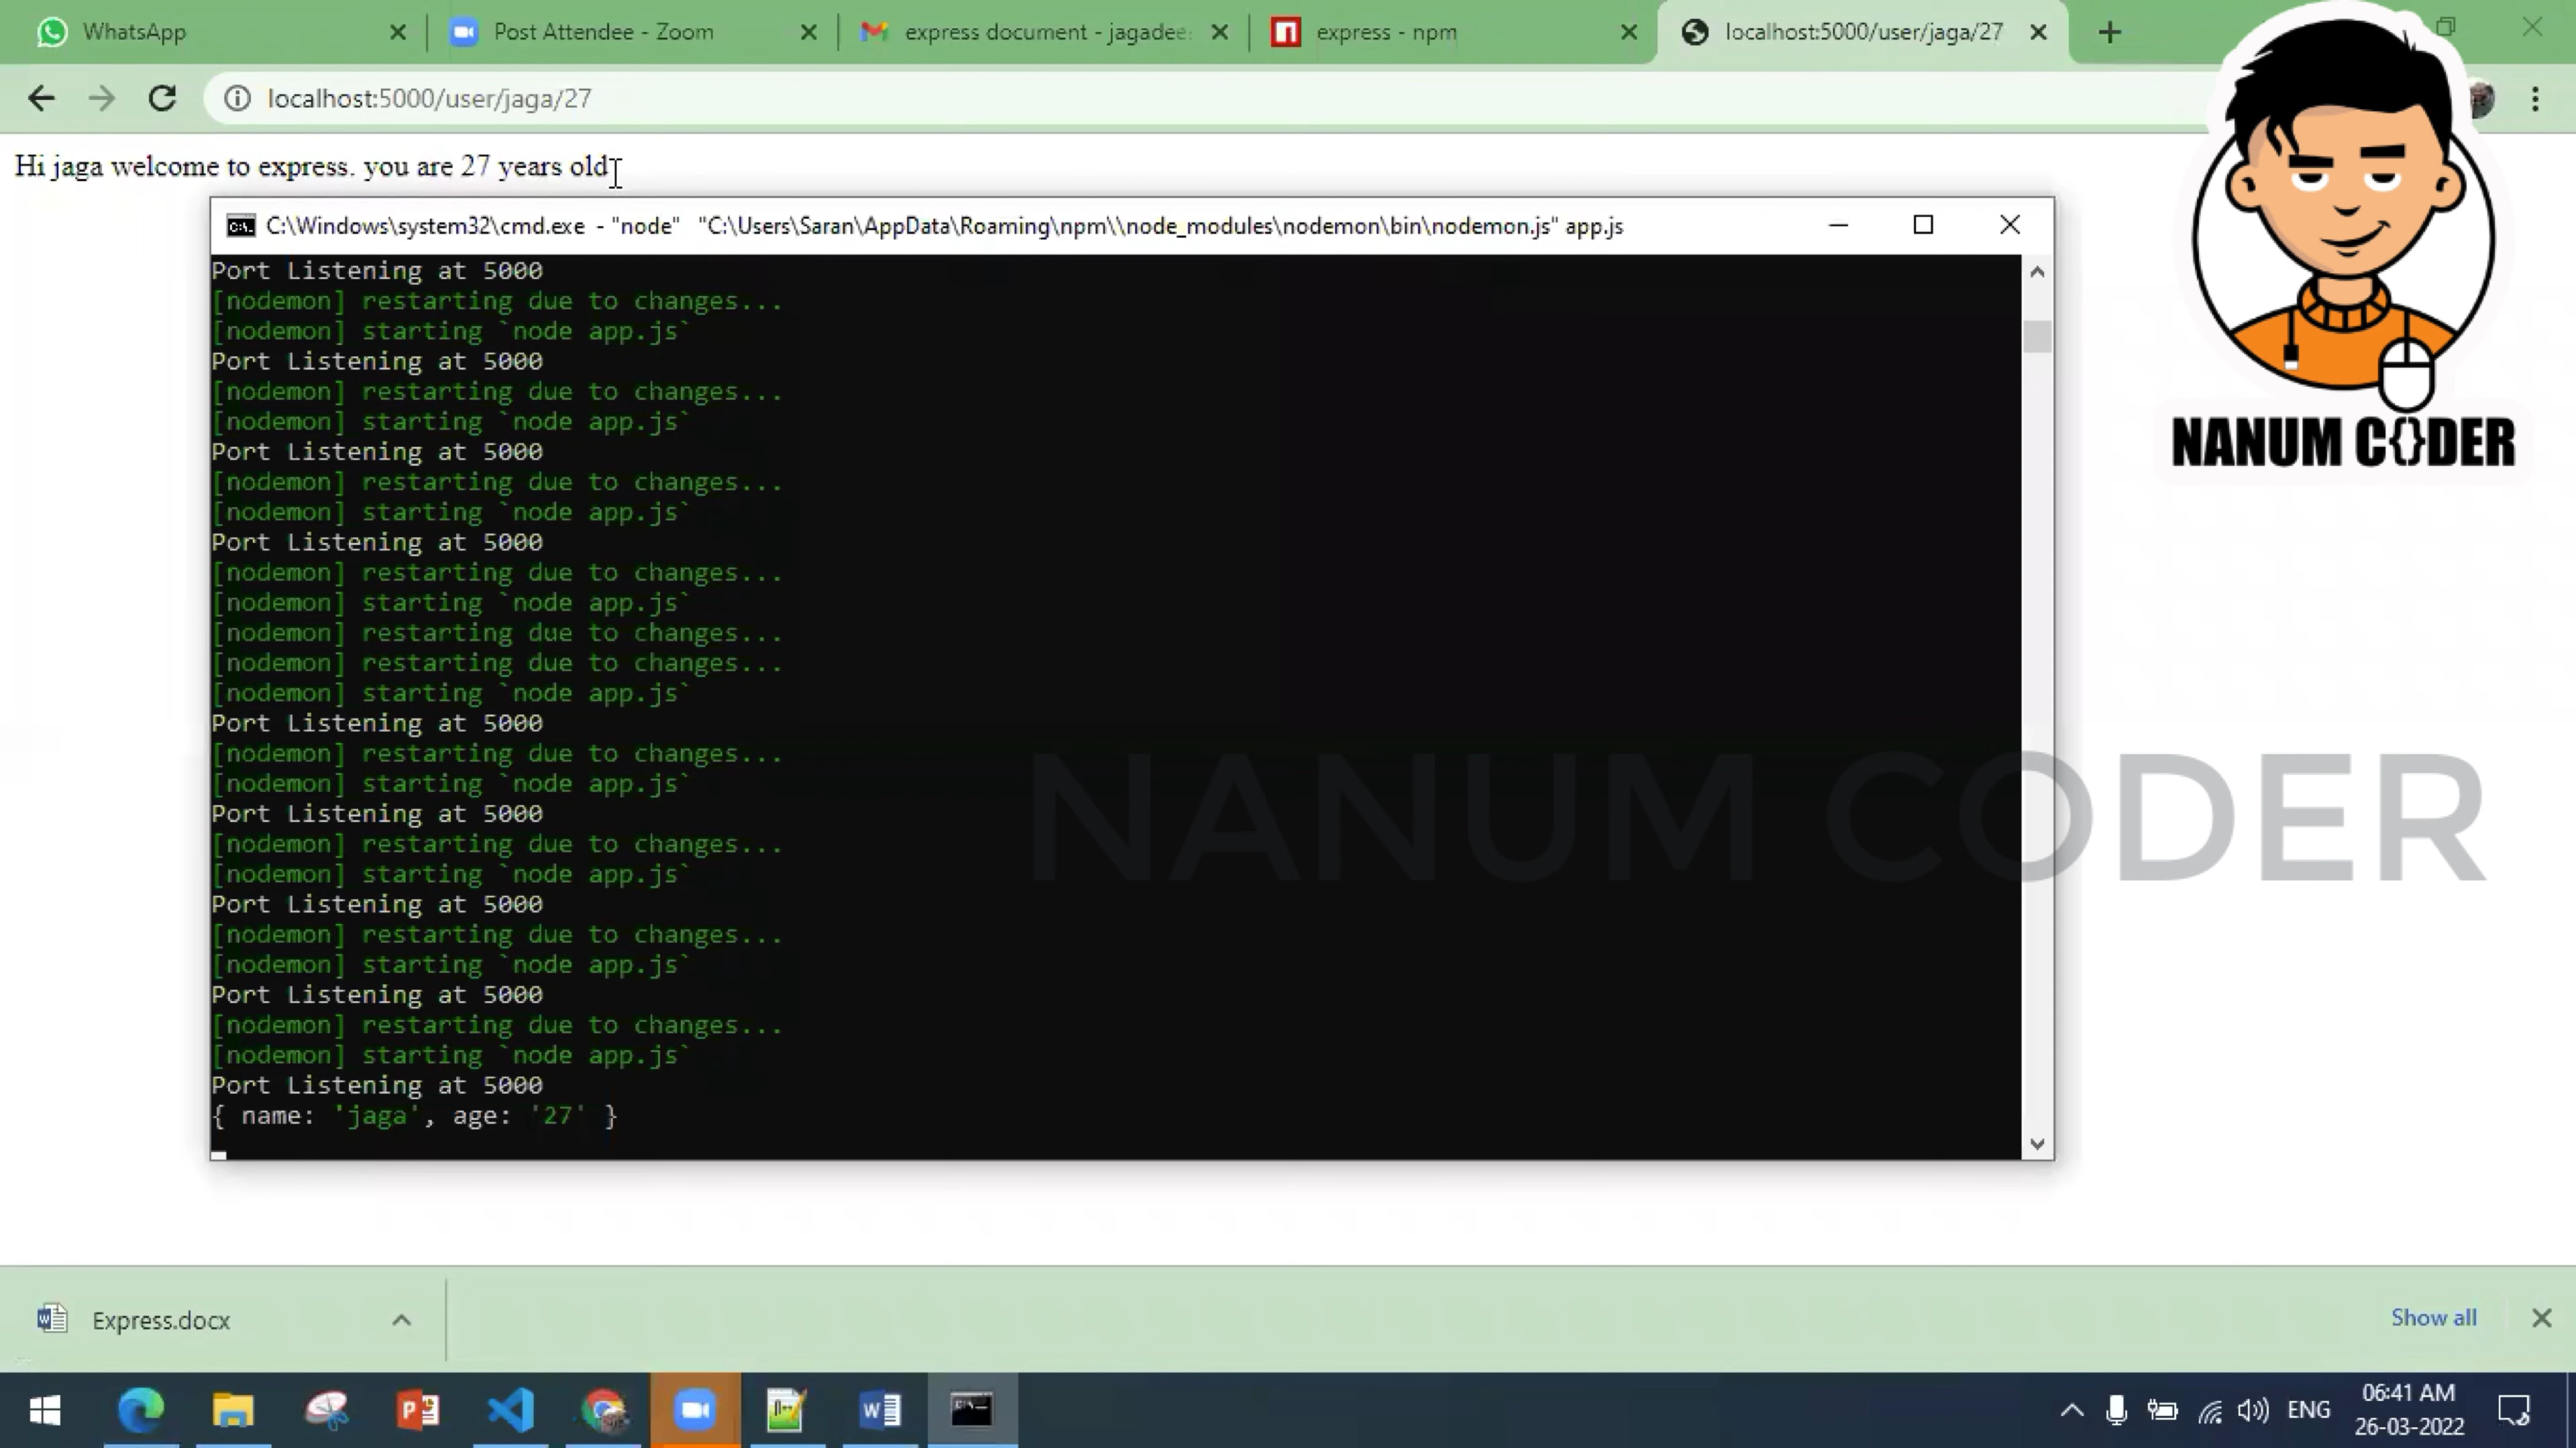 WhatsApp
Post Attendee - Zoom
express document - jagadee
express - npm
localhost:5000/user/jaga/27
localhost:5000/user/jaga/27
Hi jaga welcome to express. you are 27 years old
C:\Windows\system32\cmd.exe - "node" "C:\Users\Saran\AppData\Roaming\npm\\node_modules\nodemon\bin\nodemon.js" app.js
Port Listening at 5000
[nodemon] restarting due to changes...
[nodemon] starting `node app.js`
Port Listening at 5000
[nodemon] restarting due to changes...
[nodemon] starting `node app.js`
Port Listening at 5000
[nodemon] restarting due to changes...
[nodemon] starting `node app.js`
Port Listening at 5000
[nodemon] restarting due to changes...
[nodemon] starting `node app.js`
[nodemon] restarting due to changes...
[nodemon] restarting due to changes...
[nodemon] starting `node app.js`
Port Listening at 5000
[nodemon] restarting due to changes...
[nodemon] starting `node app.js`
Port Listening at 5000
[nodemon] restarting due to changes...
[nodemon] starting `node app.js`
Port Listening at 5000
[nodemon] restarting due to changes...
[nodemon] starting `node app.js`
Port Listening at 5000
[nodemon] restarting due to changes...
[nodemon] starting `node app.js`
Port Listening at 5000
{ name: 'jaga', age: '27' }
NANUM C{}DER
NANUM CODER
Express.docx
Show all
ENG
06:41 AM
26-03-2022